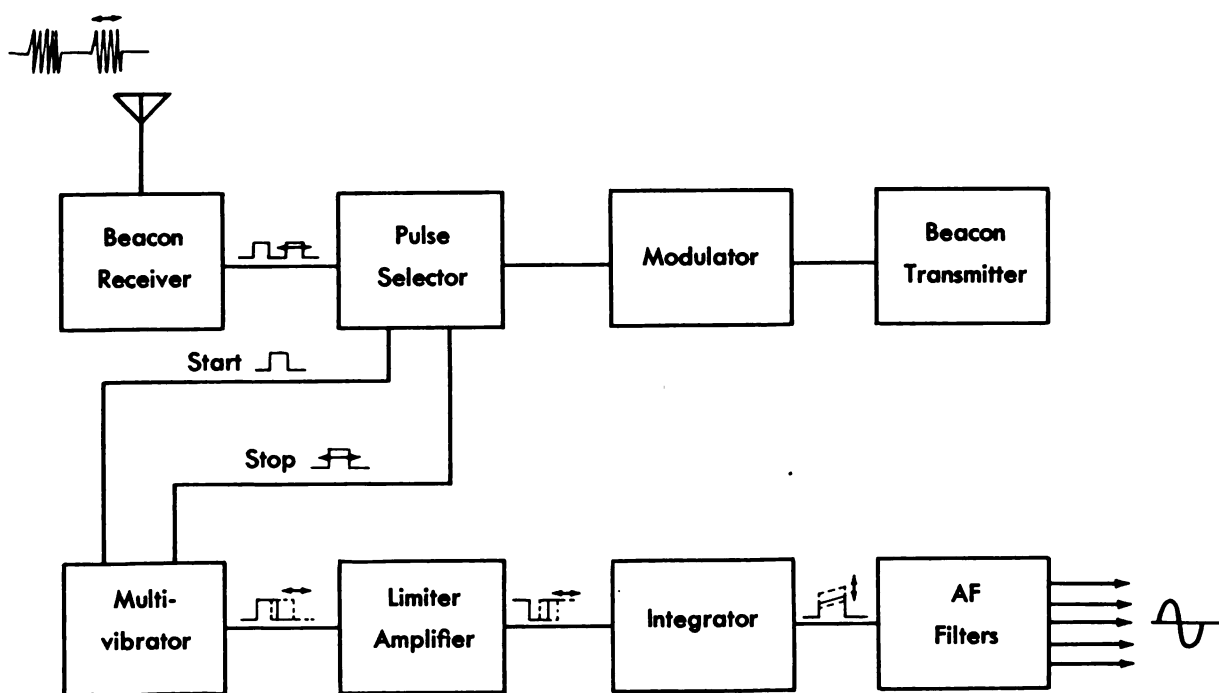 Beacon
Receiver
Pulse
Selector
Modulator
Beacon
Transmitter
Start
Stop
Multi-
vibrator
Limiter
Amplifier
Integrator
AF
Filters